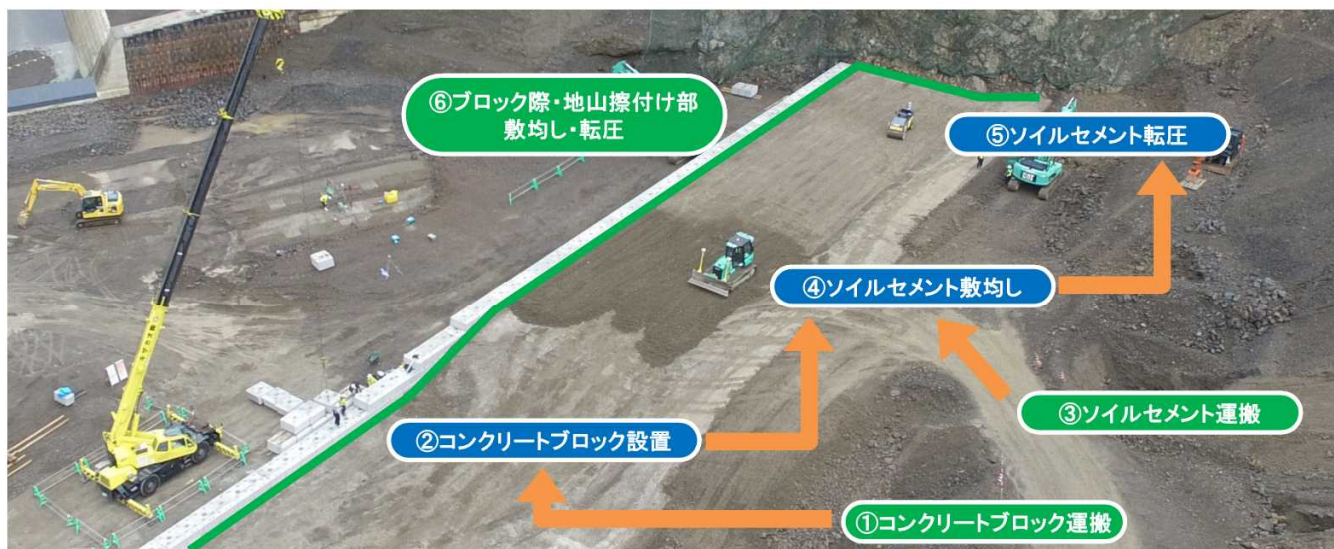 ⑥ブロック際・地山擦付け部
敷均し・転圧
⑤ソイルセメント転圧
④ソイルセメント敷均し
③ソイルセメント運搬
②コンクリートブロック設置
①コンクリートブロック運搬